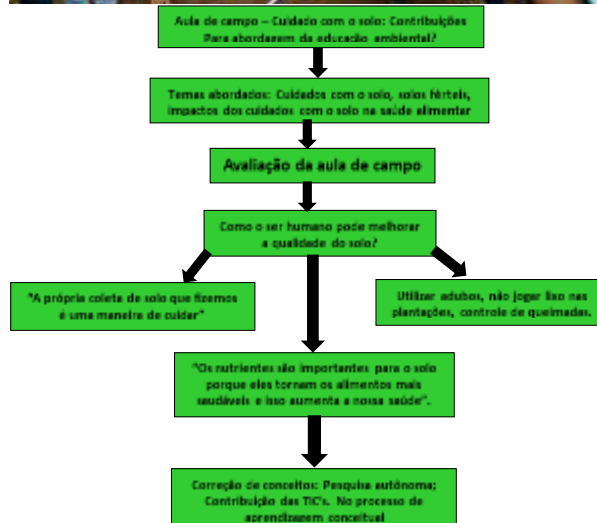 Aula de campo – Cuidado com o solo: Contribuições
Para abordagem da educação ambiental?
Temas abordados: Cuidados com o solo, solos férteis,
impactos dos cuidados com o solo na saúde alimentar
Avaliação da aula de campo
Como o ser humano pode melhorar
a qualidade do solo?
"A própria coleta de solo que fizemos
é uma maneira de cuidar"
Utilizar adubos, não jogar lixo nas
plantações, controle de queimadas.
"Os nutrientes são importantes para o solo
porque eles tornam os alimentos mais
saudáveis e isso aumenta a nossa saúde".
Correção de conceitos: Pesquisa autônoma;
Contribuição das TIC's. No processo de
aprendizagem conceitual